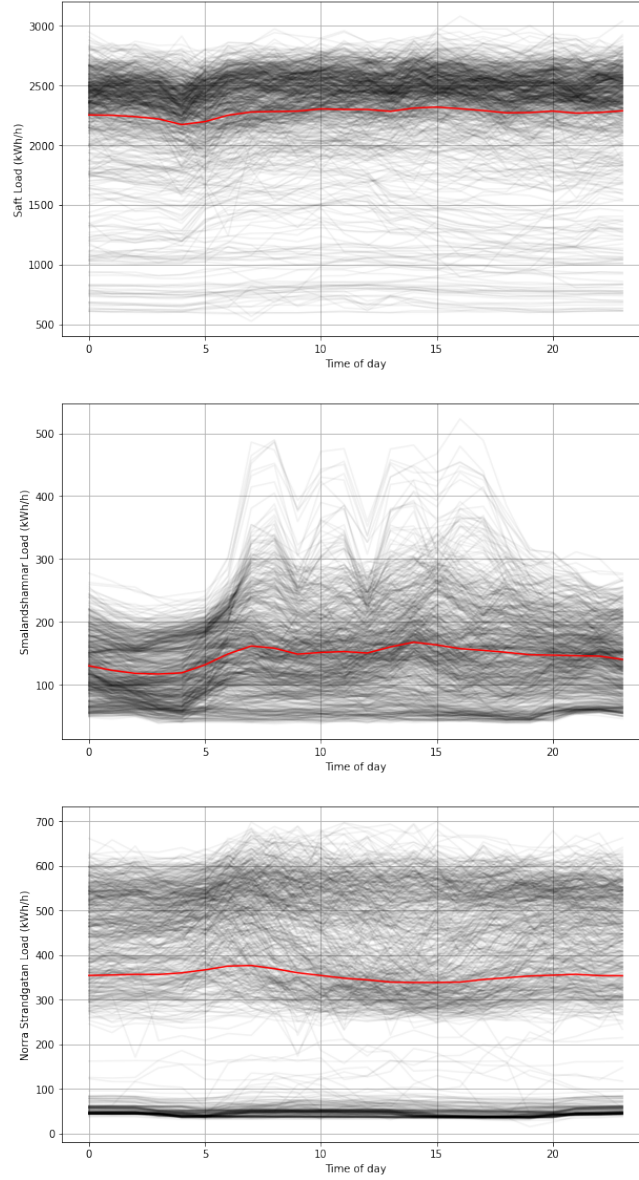 3000
2500
2000
1500
1000
500
Saft Load (kWh/h)
0 5 10 15 20
Time of day
500
400
300
200
100
Smalandshamnar Load (kWh/h)
0 5 10 15 20
Time of day
700
600
500
400
300
200
100
0
Norra Strandgatan Load (kWh/h)
0 5 10 15 20
Time of day